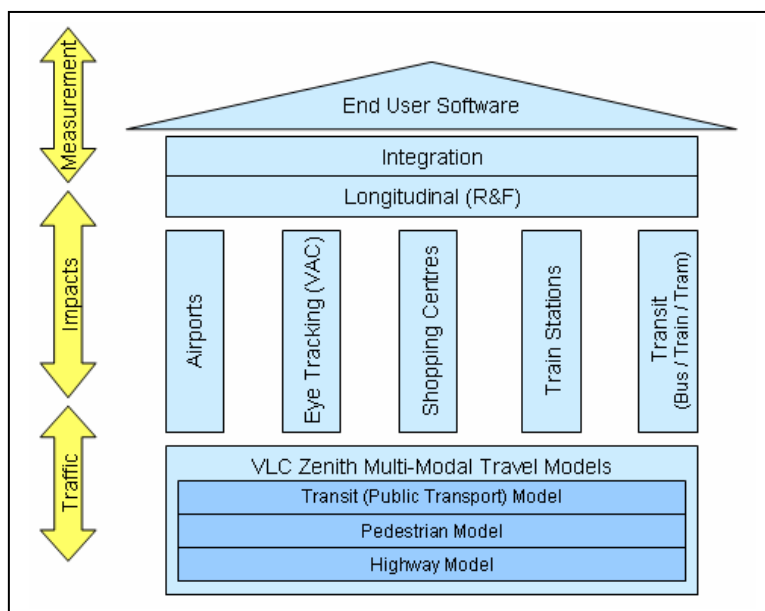 Measurement
End User Software
Integration
Longitudinal (R&F)
Impacts
Airports
Eye Tracking (VAC)
Shopping Centres
Train Stations
Transit
(Bus / Train / Tram)
Traffic
VLC Zenith Multi-Modal Travel Models
Transit (Public Transport) Model
Pedestrian Model
Highway Model